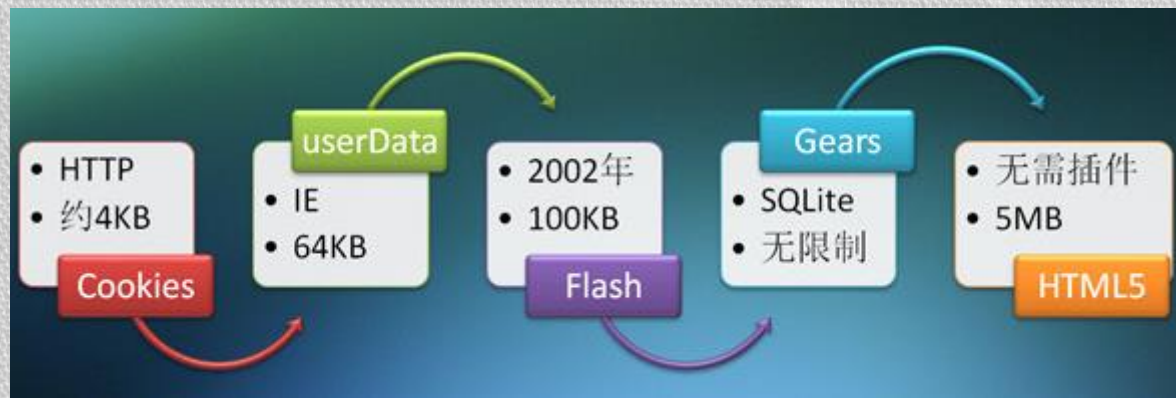 HTTP
约4KB
Cookies
userData
IE
64KB
2002年
100KB
Flash
Gears
SQLite
无限制
无需插件
5MB
HTML5